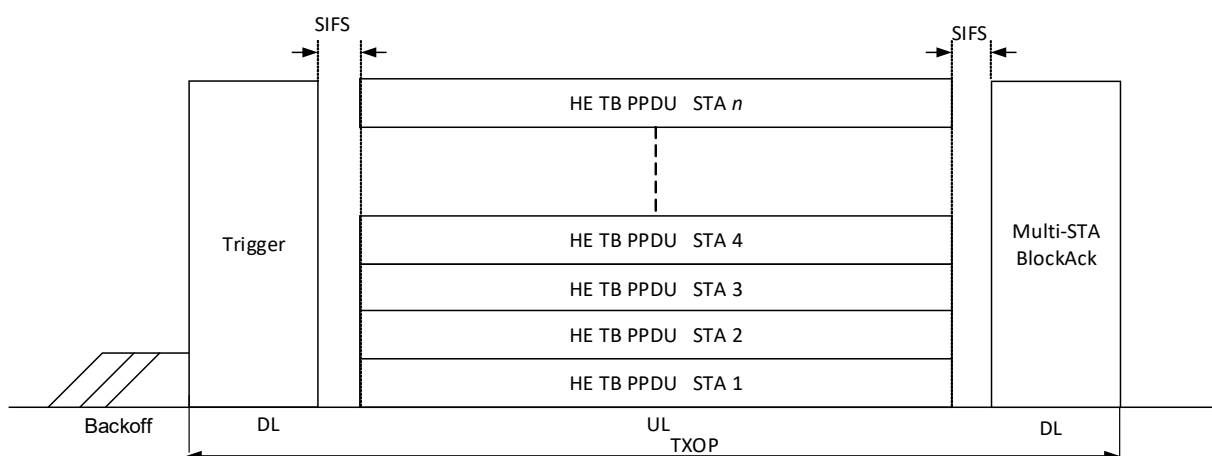 SIFS
SIFS
HE TB PPDU STA n
Trigger
HE TB PPDU STA 4
Multi-STA
BlockAck
HE TB PPDU STA 3
HE TB PPDU STA 2
HE TB PPDU STA 1
Backoff
DL
UL
DL
TXOP